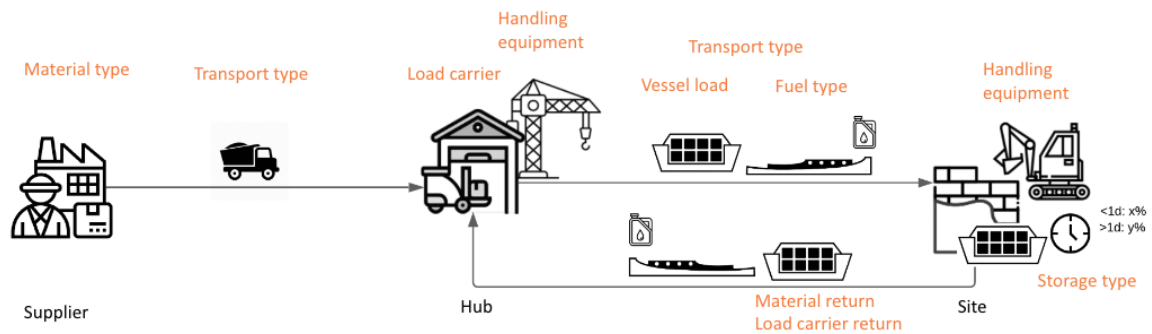 Handling
equipment
Material type
Transport type
Load carrier
Transport type
Vessel load
Fuel type
Handling
equipment
<1d: x%
>1d: y%
Storage type
Material return
Load carrier return
Supplier
Hub
Site